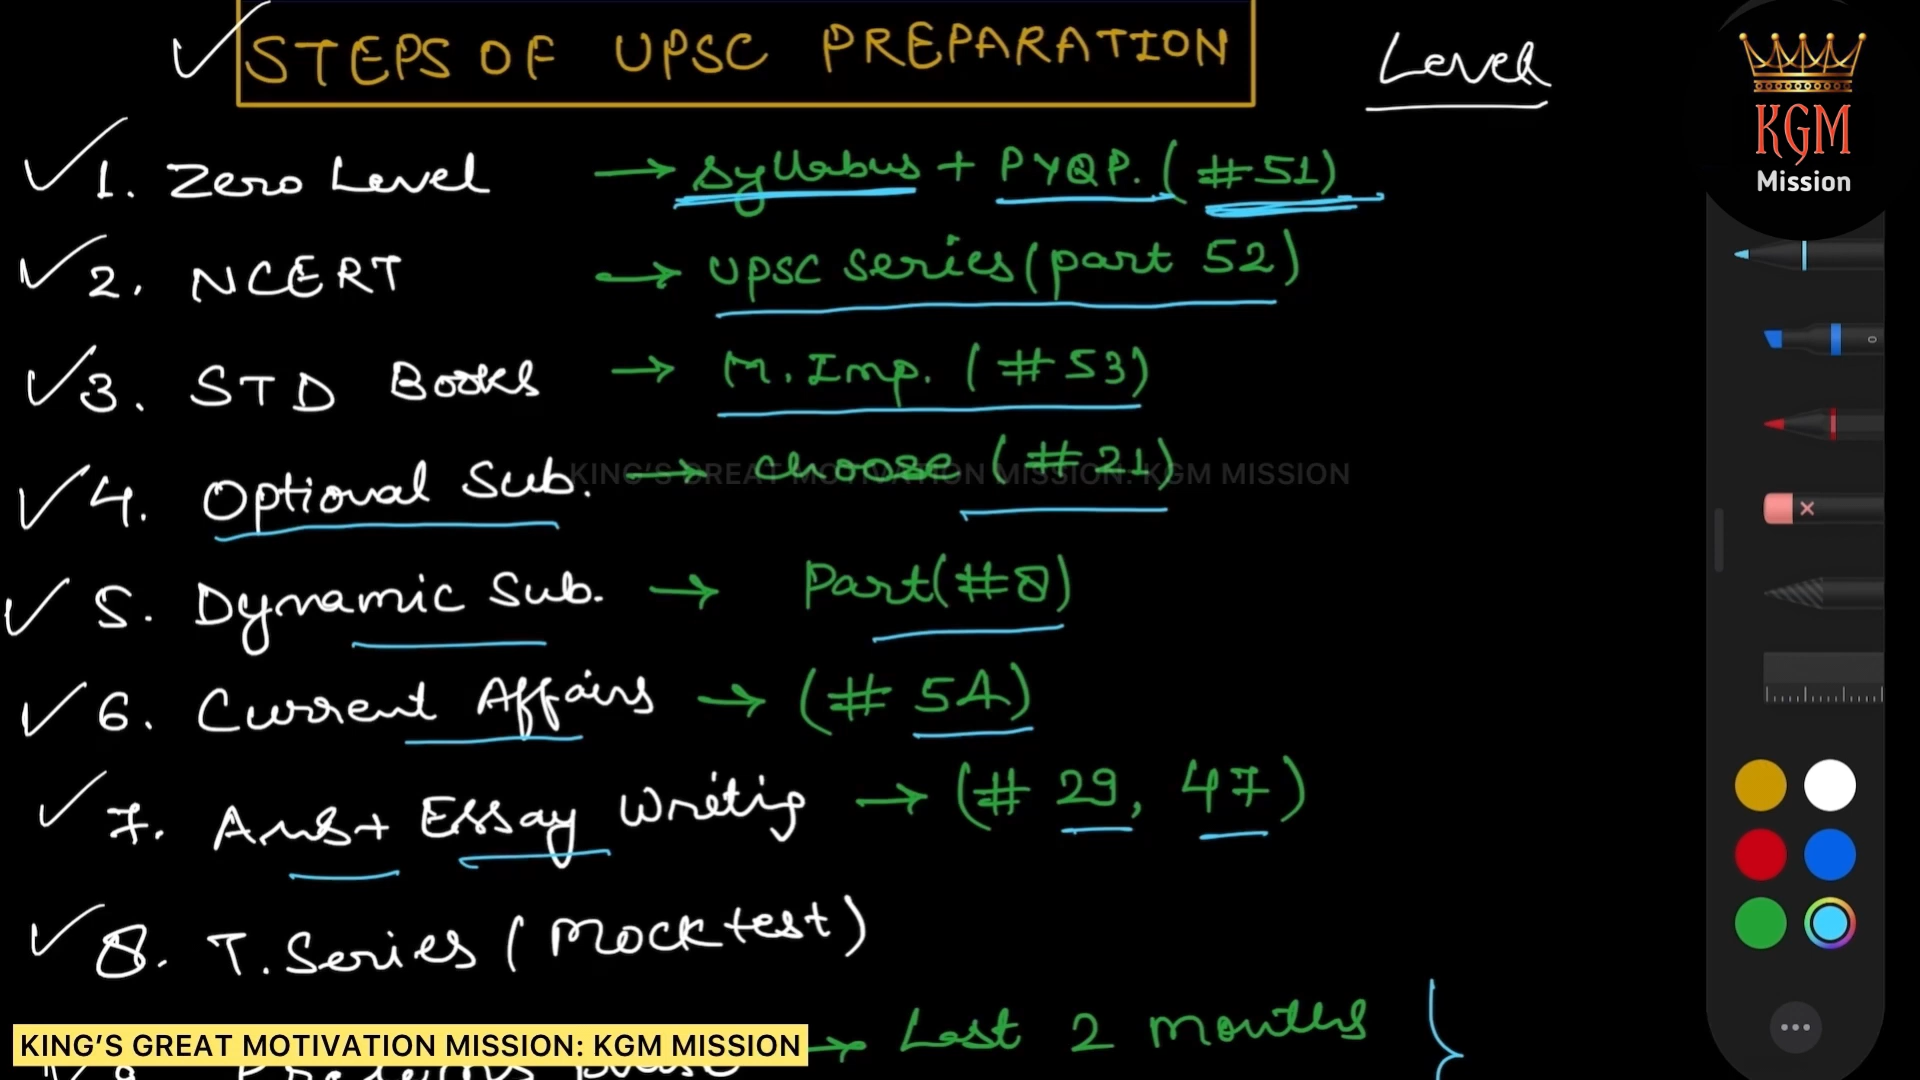 STEPS OF UPSC PREPARATION
Level
KGM
Mission
1. Zero Level → Syllabus + PYQP. (#51)
2. NCERT → UPSC series (part 52)
3. STD Books → M. Imp. (#53)
4. Optional Sub. → choose (#21)
KING'S GREAT MOTIVATION MISSION: KGM MISSION
5. Dynamic Sub. → Part(#8)
6. Current Affairs → (# 54)
7. Ans + Essay Writig → (# 29, 47)
8. T. Series (Mock test)
→ Last 2 months
KING'S GREAT MOTIVATION MISSION: KGM MISSION